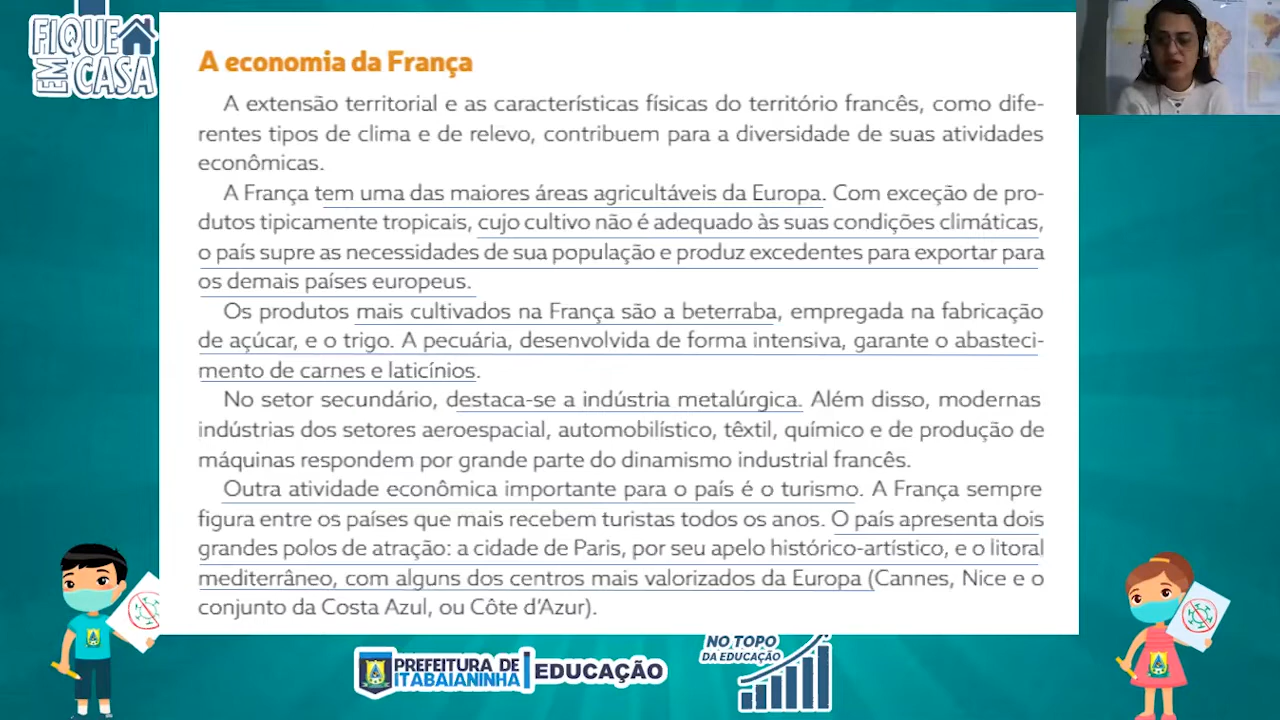 FIQUE
EM CASA
A economia da França
A extensão territorial e as características físicas do território francês, como dife-
rentes tipos de clima e de relevo, contribuem para a diversidade de suas atividades
econômicas.
A França tem uma das maiores áreas agricultáveis da Europa. Com exceção de pro-
dutos tipicamente tropicais, cujo cultivo não é adequado às suas condições climáticas,
o país supre as necessidades de sua população e produz excedentes para exportar para
os demais países europeus.
Os produtos mais cultivados na França são a beterraba, empregada na fabricação
de açúcar, e o trigo. A pecuária, desenvolvida de forma intensiva, garante o abasteci-
mento de carnes e laticínios.
No setor secundário, destaca-se a indústria metalúrgica. Além disso, modernas
indústrias dos setores aeroespacial, automobilístico, têxtil, químico e de produção de
máquinas respondem por grande parte do dinamismo industrial francês.
Outra atividade econômica importante para o país é o turismo. A França sempre
figura entre os países que mais recebem turistas todos os anos. O país apresenta dois
grandes polos de atração: a cidade de Paris, por seu apelo histórico-artístico, e o litoral
mediterrâneo, com alguns dos centros mais valorizados da Europa (Cannes, Nice e o
conjunto da Costa Azul, ou Côte d'Azur).
PREFEITURA DE
ITABAIANINHA
EDUCAÇÃO
NO TOPO
DA EDUCAÇÃO